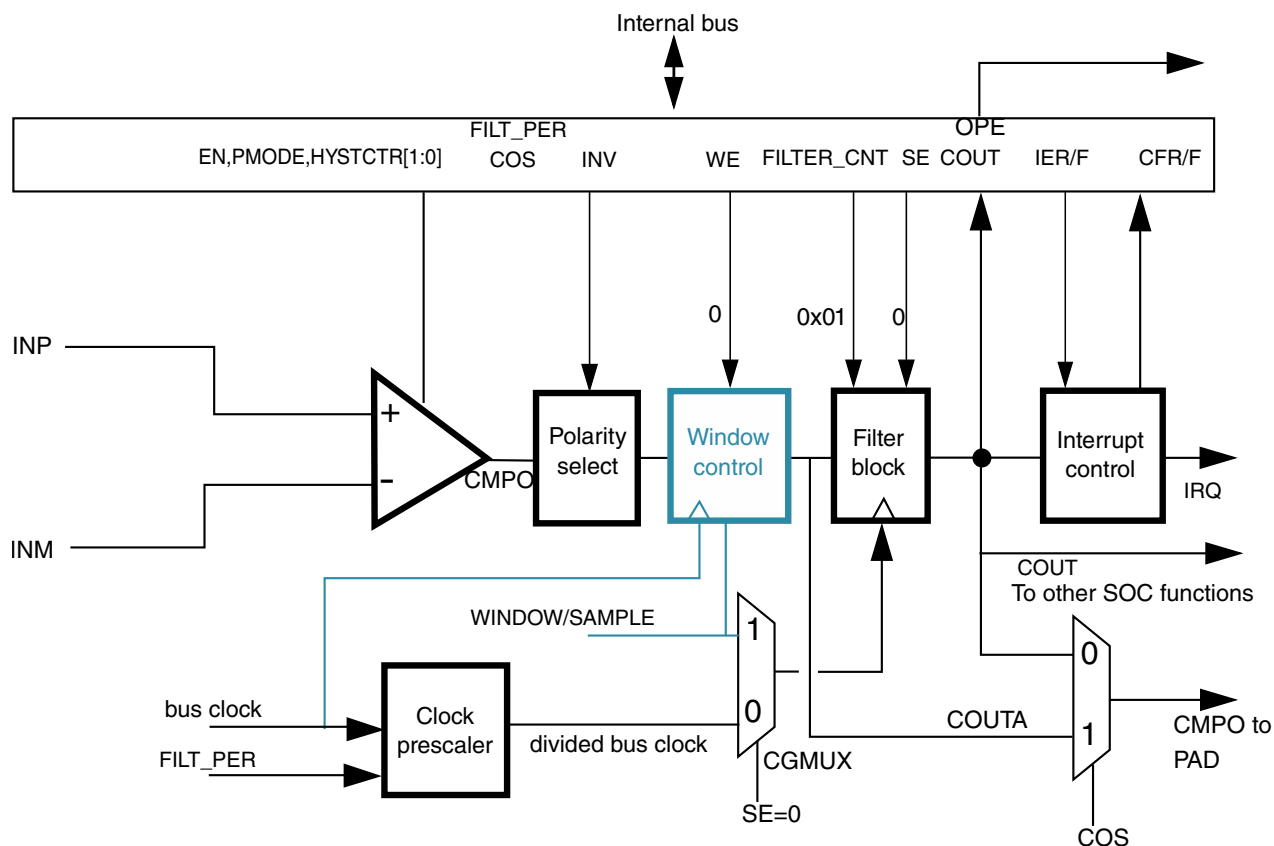 Internal bus
FILT_PER
OPE
EN,PMODE,HYSTCTR[1:0]
COS
INV
WE
FILTER_CNT
SE
COUT
IER/F
CFR/F
0
0x01
0
INP
+
-
INM
CMPO
Polarity
select
Window
control
Filter
block
Interrupt
control
IRQ
COUT
To other SOC functions
WINDOW/SAMPLE
1
0
bus clock
FILT_PER
Clock
prescaler
divided bus clock
CGMUX
SE=0
COUTA
0
1
CMPO to
PAD
COS